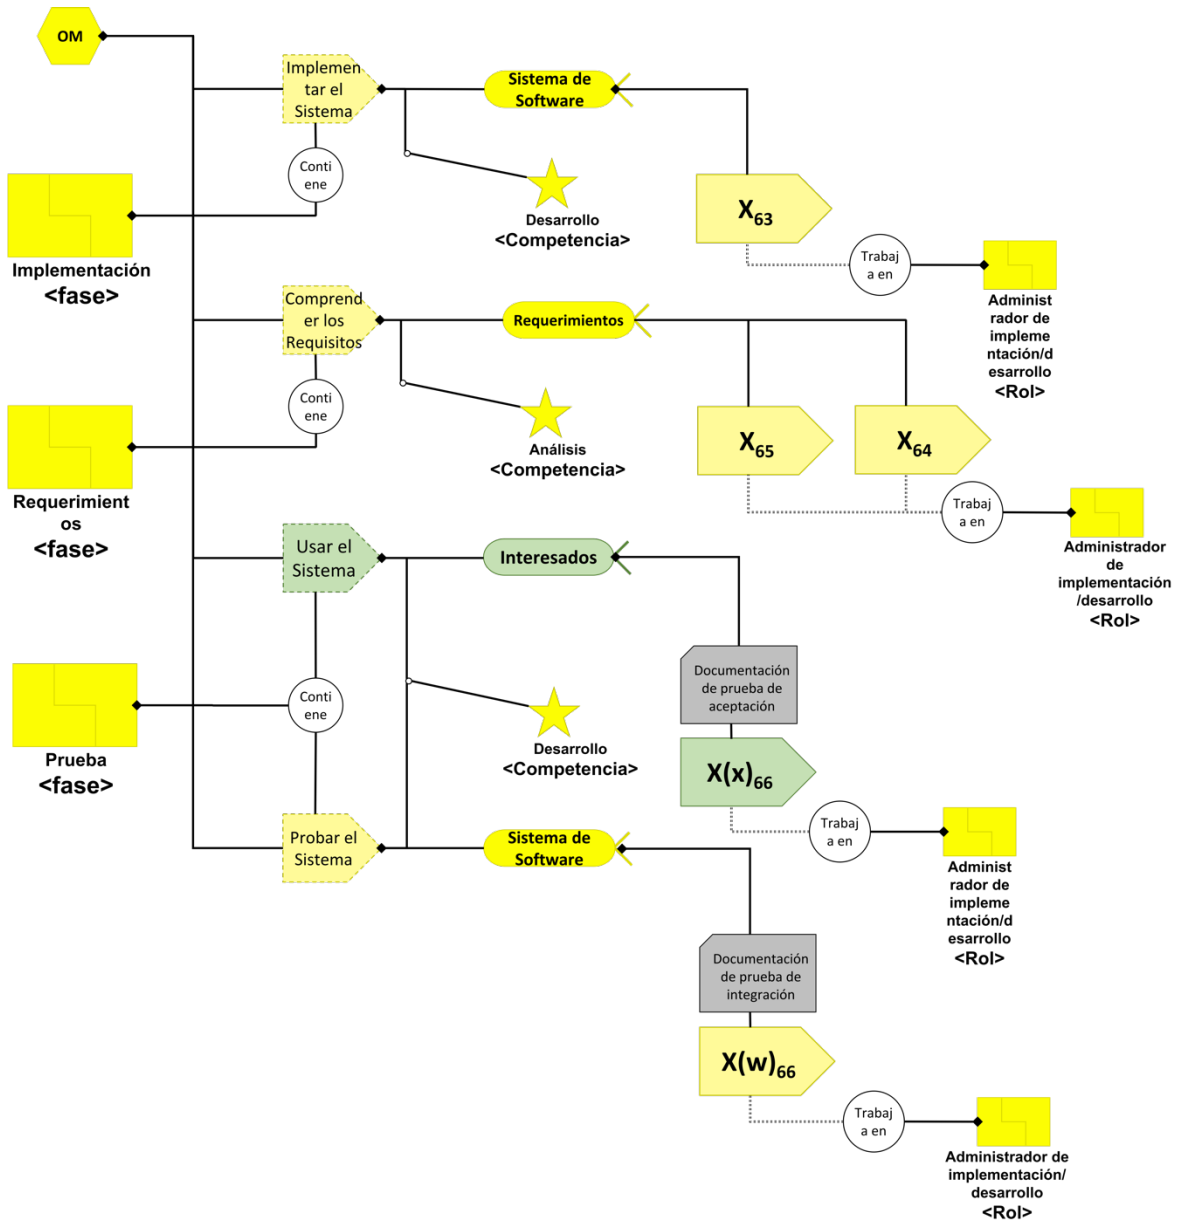 OM
Implemen
tar el
Sistema
Sistema de
Software
Conti
ene
Desarrollo
<Competencia>
X63
Trabaj
a en
Administ
rador de
impleme
ntación/d
esarrollo
<Rol>
Implementación
<fase>
Comprend
er los
Requisitos
Requerimientos
Conti
ene
Análisis
<Competencia>
X65
X64
Trabaj
a en
Administrador
de
implementación
/desarrollo
<Rol>
Requerimient
os
<fase>
Usar el
Sistema
Interesados
Conti
ene
Prueba
<fase>
Desarrollo
<Competencia>
Documentación
de prueba de
aceptación
X(x)66
Trabaj
a en
Administ
rador de
impleme
ntación/d
esarrollo
<Rol>
Probar el
Sistema
Sistema de
Software
Documentación
de prueba de
integración
X(w)66
Trabaj
a en
Administrador de
implementación/
desarrollo
<Rol>